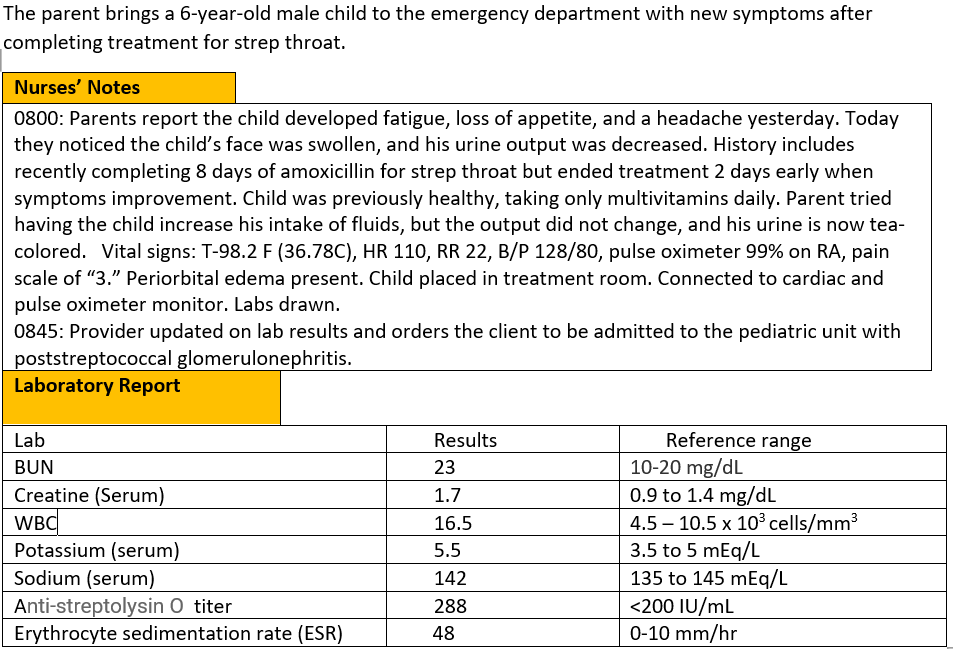 The parent brings a 6-year-old male child to the emergency department with new symptoms after
completing treatment for strep throat.
Nurses’ Notes
0800: Parents report the child developed fatigue, loss of appetite, and a headache yesterday. Today
they noticed the child’s face was swollen, and his urine output was decreased. History includes
recently completing 8 days of amoxicillin for strep throat but ended treatment 2 days early when
symptoms improvement. Child was previously healthy, taking only multivitamins daily. Parent tried
having the child increase his intake of fluids, but the output did not change, and his urine is now tea-
colored. Vital signs: T-98.2 F (36.78C), HR 110, RR 22, B/P 128/80, pulse oximeter 99% on RA, pain
scale of “3.” Periorbital edema present. Child placed in treatment room. Connected to cardiac and
pulse oximeter monitor. Labs drawn.
0845: Provider updated on lab results and orders the client to be admitted to the pediatric unit with
poststreptococcal glomerulonephritis.
Laboratory Report
Lab Results Reference range
BUN 23 10-20 mg/dL
Creatine (Serum) 1.7 0.9 to 1.4 mg/dL
WBC 16.5 4.5 – 10.5 x 10³ cells/mm³
Potassium (serum) 5.5 3.5 to 5 mEq/L
Sodium (serum) 142 135 to 145 mEq/L
Anti-streptolysin O titer 288 <200 IU/mL
Erythrocyte sedimentation rate (ESR) 48 0-10 mm/hr